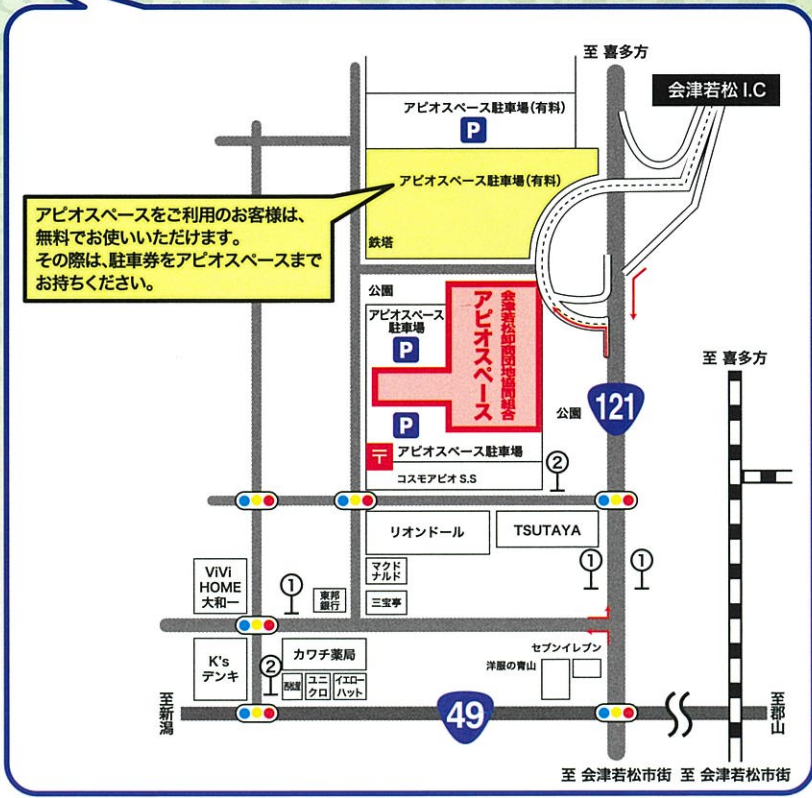 至 喜多方
会津若松 I.C
アピオスペース駐車場(有料)
P
アピオスペース駐車場(有料)
アピオスペースをご利用のお客様は、
無料でお使いいただけます。
その際は、駐車券をアピオスペースまで
お持ちください。
鉄塔
公園
アピオスペース
駐車場
P
会津若松卸商団地協同組合
アピオスペース
至 喜多方
公園
121
P
〒
アピオスペース駐車場
コスモアピオ S.S
②
リオンドール
TSUTAYA
ViVi
HOME
大和一
①
東邦
銀行
マクド
ナルド
三宝亭
①
①
K's
デンキ
②
カワチ薬局
西松屋
ユニ
クロ
イエロー
ハット
セブンイレブン
洋服の青山
至新潟
49
至郡山
至 会津若松市街
至 会津若松市街